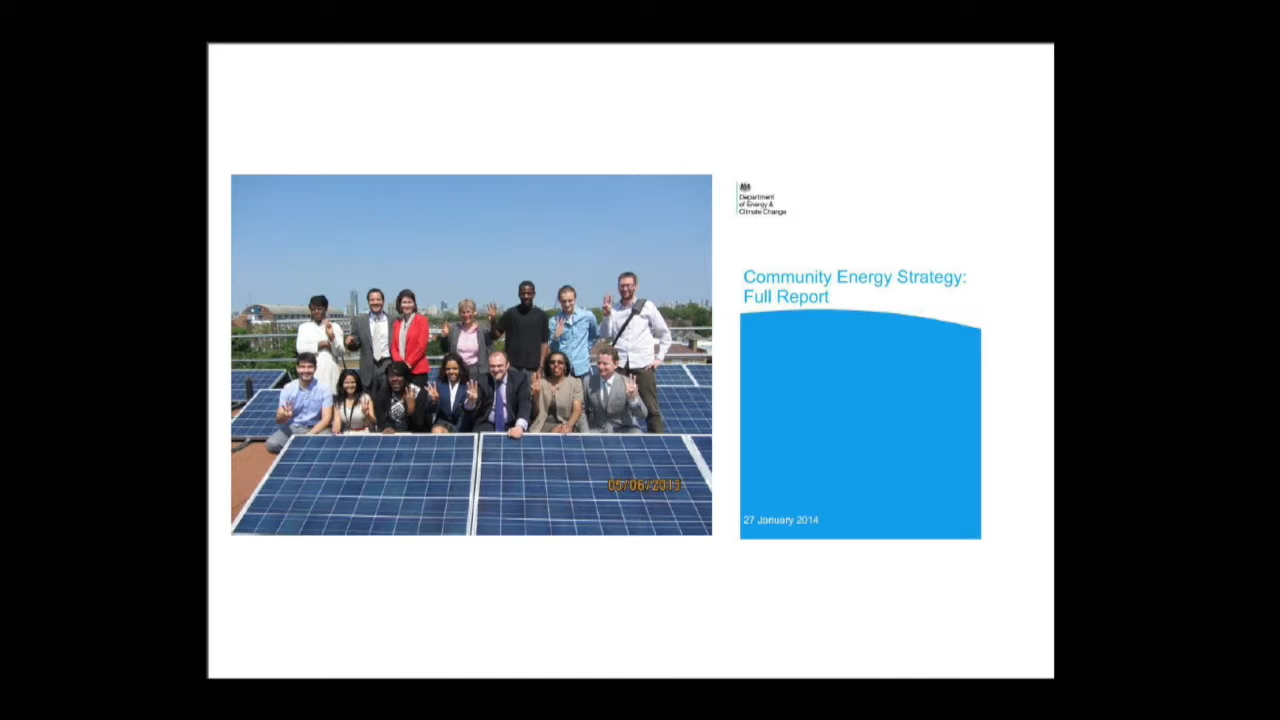 Department
of Energy &
Climate Change
Community Energy Strategy:
Full Report
05/06/2013
27 January 2014